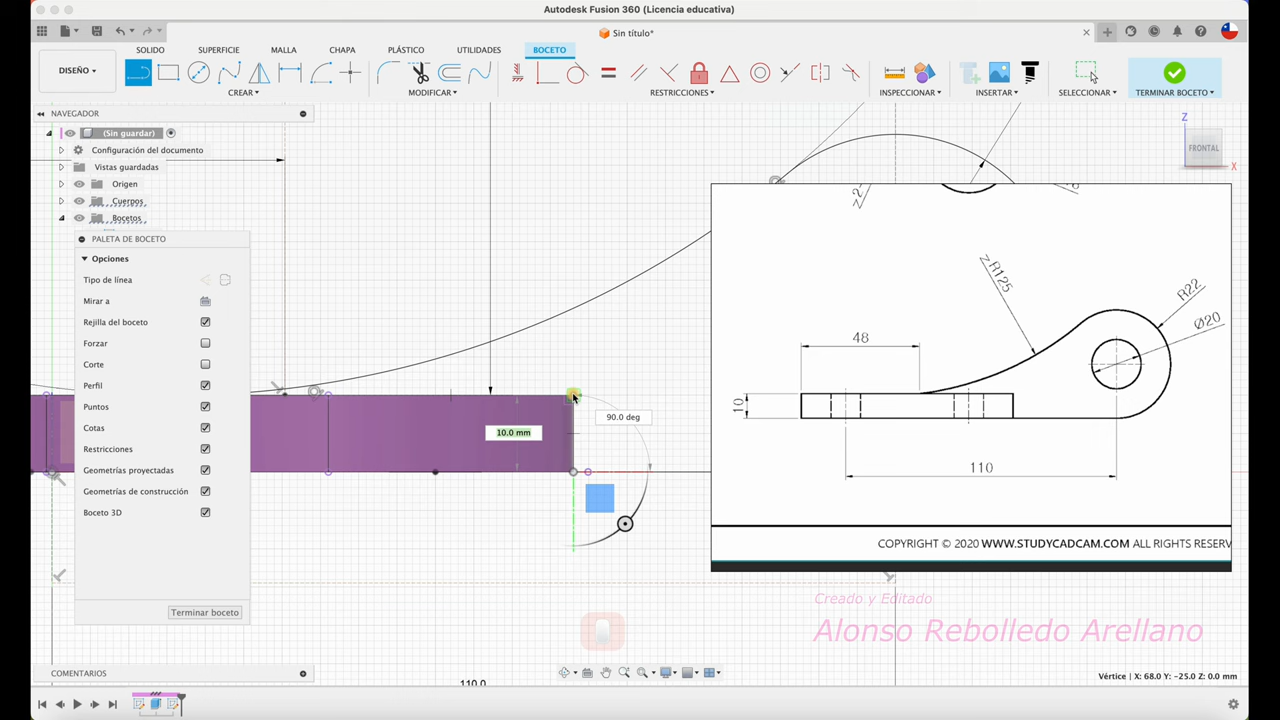 Autodesk Fusion 360 (Licencia educativa)
Sin título*
DISEÑO
SÓLIDO SUPERFICIE MALLA CHAPA PLÁSTICO UTILIDADES BOCETO
CREAR MODIFICAR RESTRICCIONES INSPECCIONAR INSERTAR SELECCIONAR TERMINAR BOCETO
NAVEGADOR
(Sin guardar)
Configuración del documento
Vistas guardadas
Origen
Cuerpos
Bocetos
PALETA DE BOCETO
Opciones
Tipo de línea
Mirar a
Rejilla del boceto
Forzar
Corte
Perfil
Puntos
Cotas
Restricciones
Geometrías proyectadas
Geometrías de construcción
Boceto 3D
Terminar boceto
COMENTARIOS
Z
FRONTAL
X
90.0 deg
10.0 mm
110.0
R125
R22
Ø20
48
10
110
COPYRIGHT © 2020 WWW.STUDYCADCAM.COM ALL RIGHTS RESERV
Creado y Editado
Alonso Rebolledo Arellano
Vértice | X: 68.0 Y: -25.0 Z: 0.0 mm